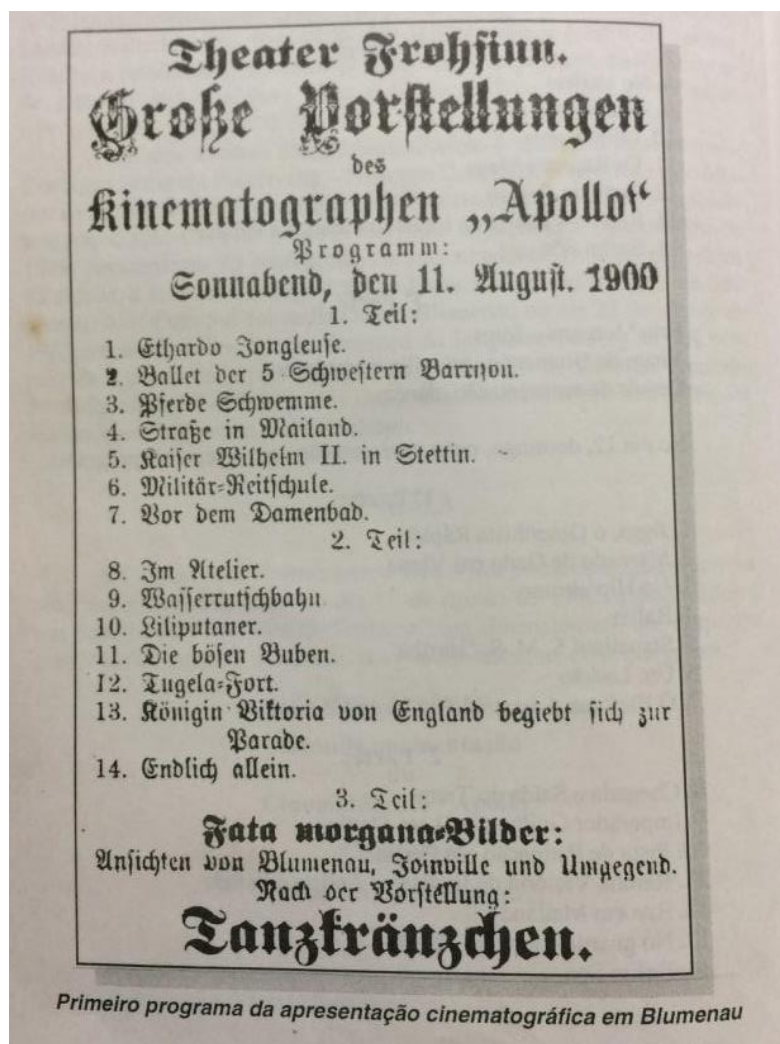 Theater Frohsinn.
Große Vorstellungen
des
Kinematographen „Apollo“
Programm:
Sonnabend, den 11. August. 1900
1. Teil:
1. Ethardo Jongleuse.
2. Ballet der 5 Schwestern Barrison.
3. Pferde Schwemme.
4. Straße in Mailand.
5. Kaiser Wilhelm II. in Stettin.
6. Militär-Reitschule.
7. Vor dem Damenbad.
2. Teil:
8. Im Atelier.
9. Wasserrutschbahn
10. Liliputaner.
11. Die bösen Buben.
12. Tugela-Fort.
13. Königin Viktoria von England begiebt sich zur
Parade.
14. Endlich allein.
3. Teil:
Fata morgana-Bilder:
Ansichten von Blumenau, Joinville und Umgegend.
Nach der Vorstellung:
Tanzkränzchen.
Primeiro programa da apresentação cinematográfica em Blumenau